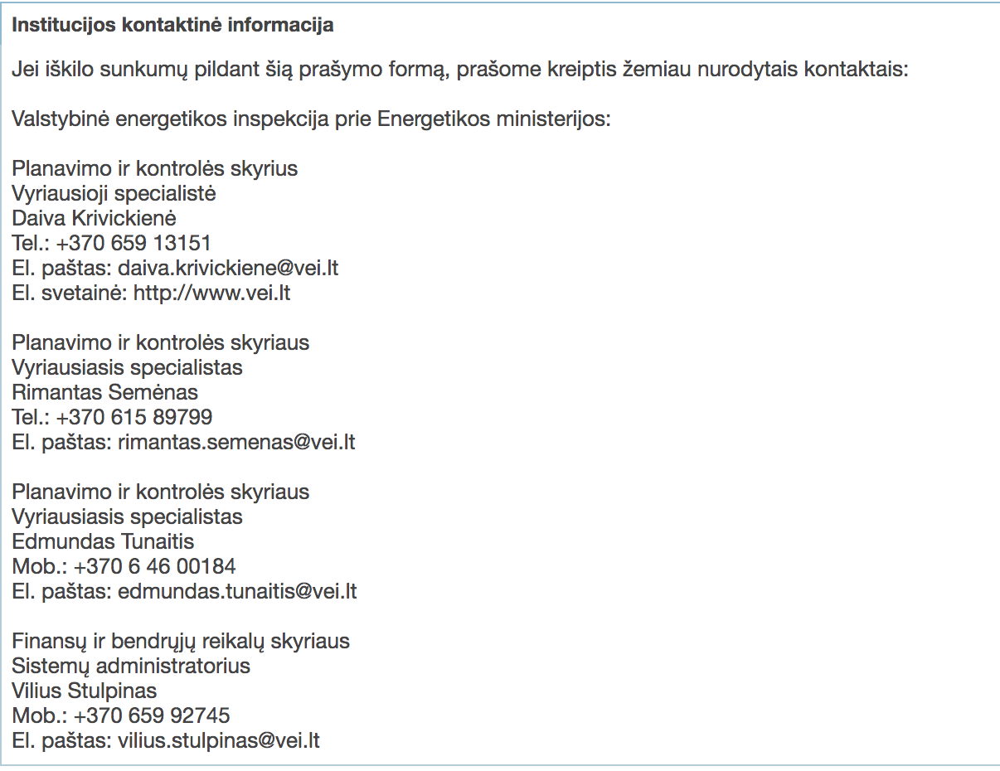 Institucijos kontaktinė informacija
Jei iškilo sunkumų pildant šią prašymo formą, prašome kreiptis žemiau nurodytais kontaktais:
Valstybinė energetikos inspekcija prie Energetikos ministerijos:
Planavimo ir kontrolės skyrius
Vyriausioji specialistė
Daiva Krivickienė
Tel.: +370 659 13151
El. paštas: daiva.krivickiene@vei.lt
El. svetainė: http://www.vei.lt
Planavimo ir kontrolės skyriaus
Vyriausiasis specialistas
Rimantas Semėnas
Tel.: +370 615 89799
El. paštas: rimantas.semenas@vei.lt
Planavimo ir kontrolės skyriaus
Vyriausiasis specialistas
Edmundas Tunaitis
Mob.: +370 6 46 00184
El. paštas: edmundas.tunaitis@vei.lt
Finansų ir bendrųjų reikalų skyriaus
Sistemų administratorius
Vilius Stulpinas
Mob.: +370 659 92745
El. paštas: vilius.stulpinas@vei.lt